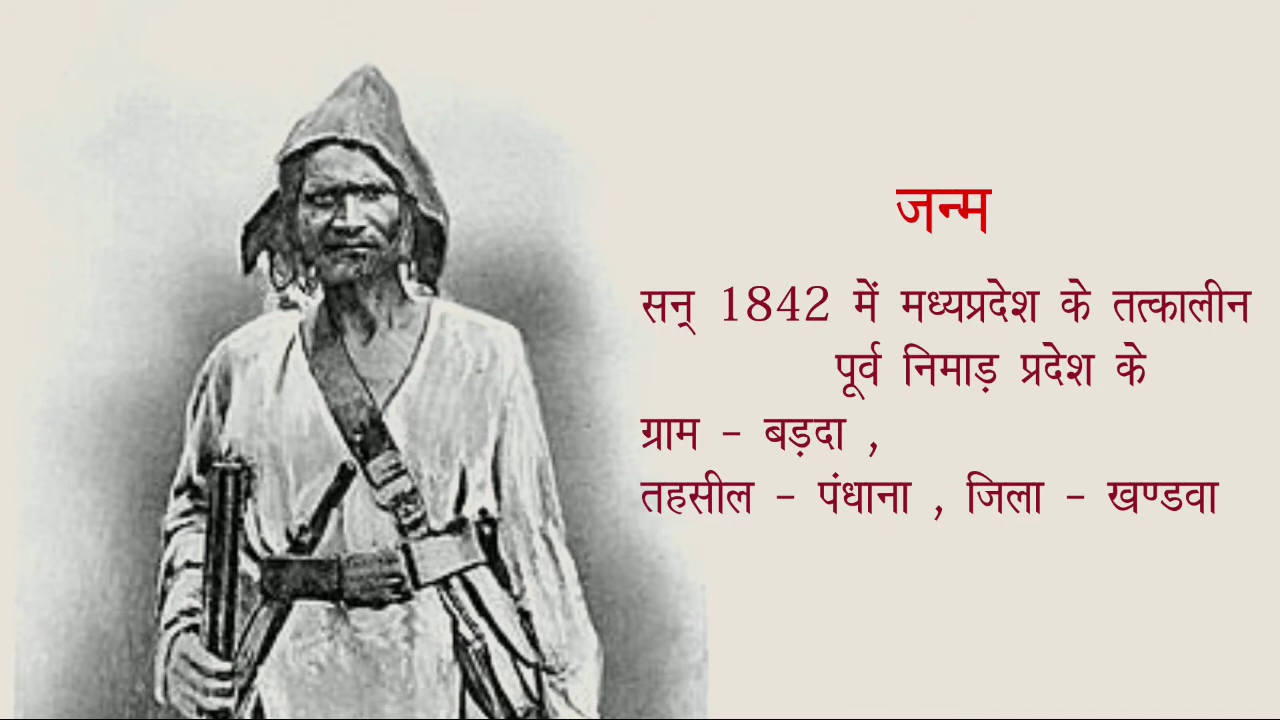 जन्म
सन् 1842 में मध्यप्रदेश के तत्कालीन
पूर्व निमाड़ प्रदेश के
ग्राम - बड़दा ,
तहसील - पंधाना , जिला - खण्डवा